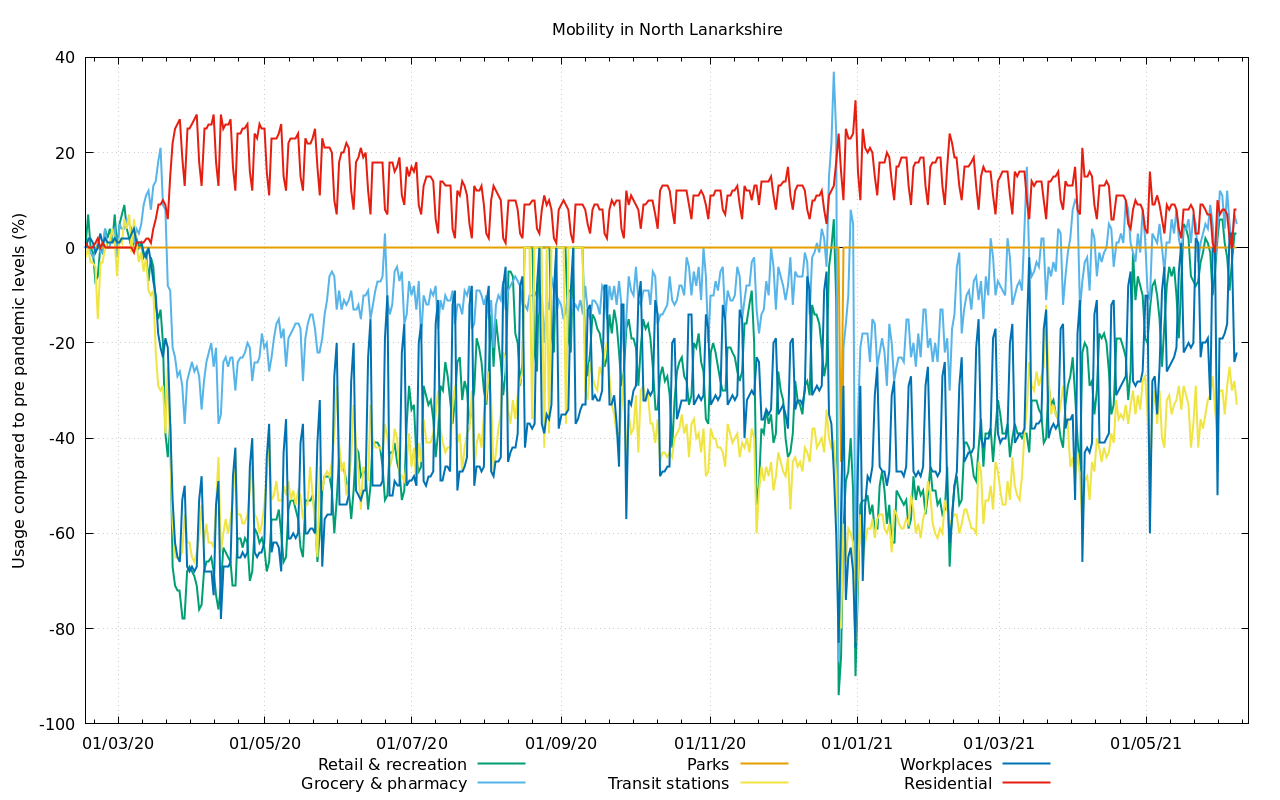 Mobility in North Lanarkshire
Usage compared to pre pandemic levels (%)
40
20
0
-20
-40
-60
-80
-100
01/03/20 01/05/20 01/07/20 01/09/20 01/11/20 01/01/21 01/03/21 01/05/21
Retail & recreation Parks Workplaces
Grocery & pharmacy Transit stations Residential